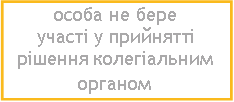 особа не бере
участі у прийнятті
рішення колегіальним
органом